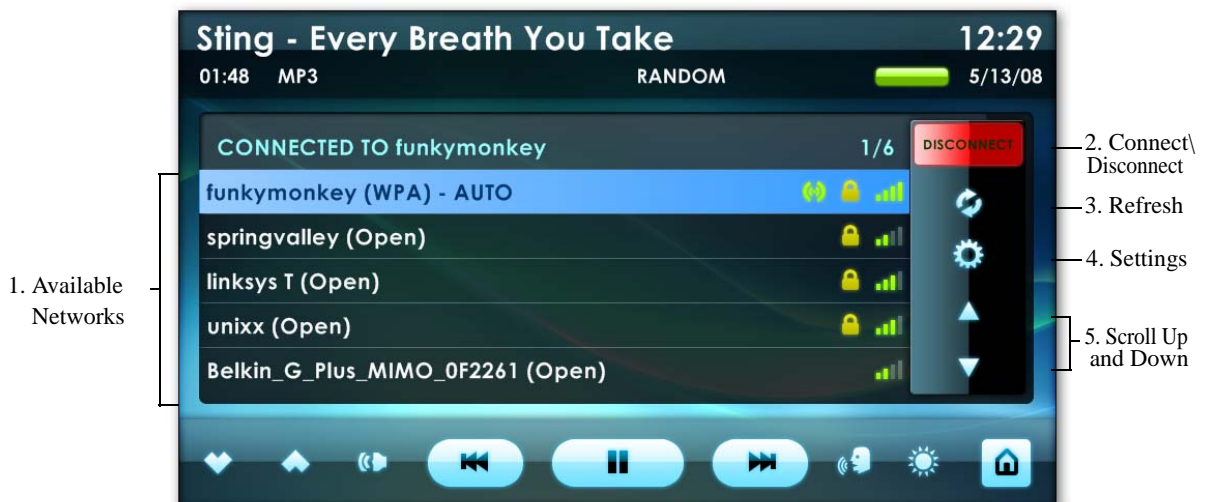 Sting - Every Breath You Take 12:29
01:48 MP3 RANDOM 5/13/08
CONNECTED TO funkymonkey 1/6 DISCONNECT
funkymonkey (WPA) - AUTO
springvalley (Open)
linksys T (Open)
unixx (Open)
Belkin_G_Plus_MIMO_0F2261 (Open)
1. Available
Networks
2. Connect\
Disconnect
3. Refresh
4. Settings
5. Scroll Up
and Down